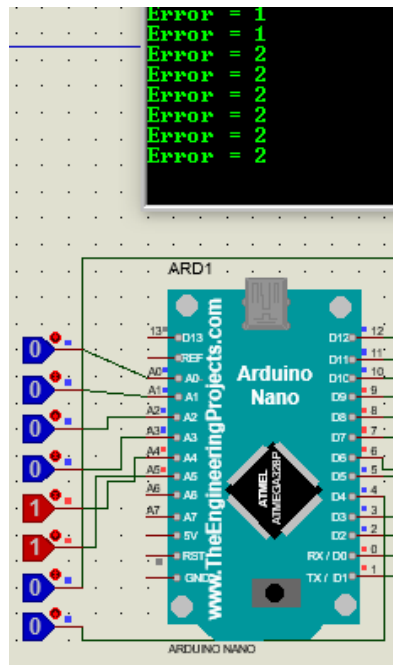 Error = 1
Error = 1
Error = 2
Error = 2
Error = 2
Error = 2
Error = 2
Error = 2
ARD1
www.TheEngineeringProjects.com
Arduino
Nano
ATMEL
ATMEGA328P
13 D13
REF
A0 A0
A1 A1
A2 A2
A3 A3
A4 A4
A5 A5
A6 A6
A7 A7
5V
RST
GND
D12 12
D11 11
D10 10
D9 9
D8 8
D7 7
D6 6
D5 5
D4 4
D3 3
D2 2
RX / D0 0
TX / D1 1
0
0
0
0
1
1
0
0
ARDUINO NANO